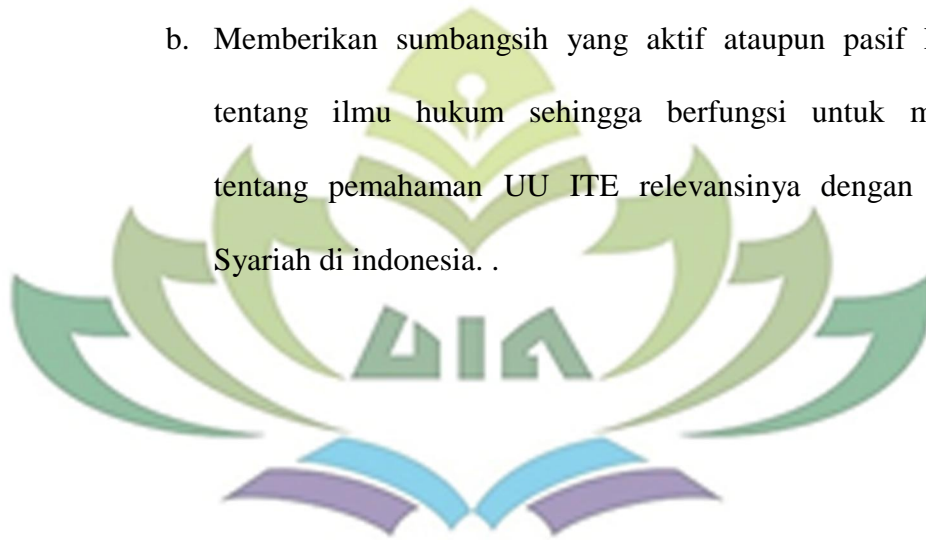 b. Memberikan sumbangsih yang aktif ataupun pasif
tentang ilmu hukum sehingga berfungsi untuk
tentang pemahaman UU ITE relevansinya dengan
Syariah di indonesia. .
UIN